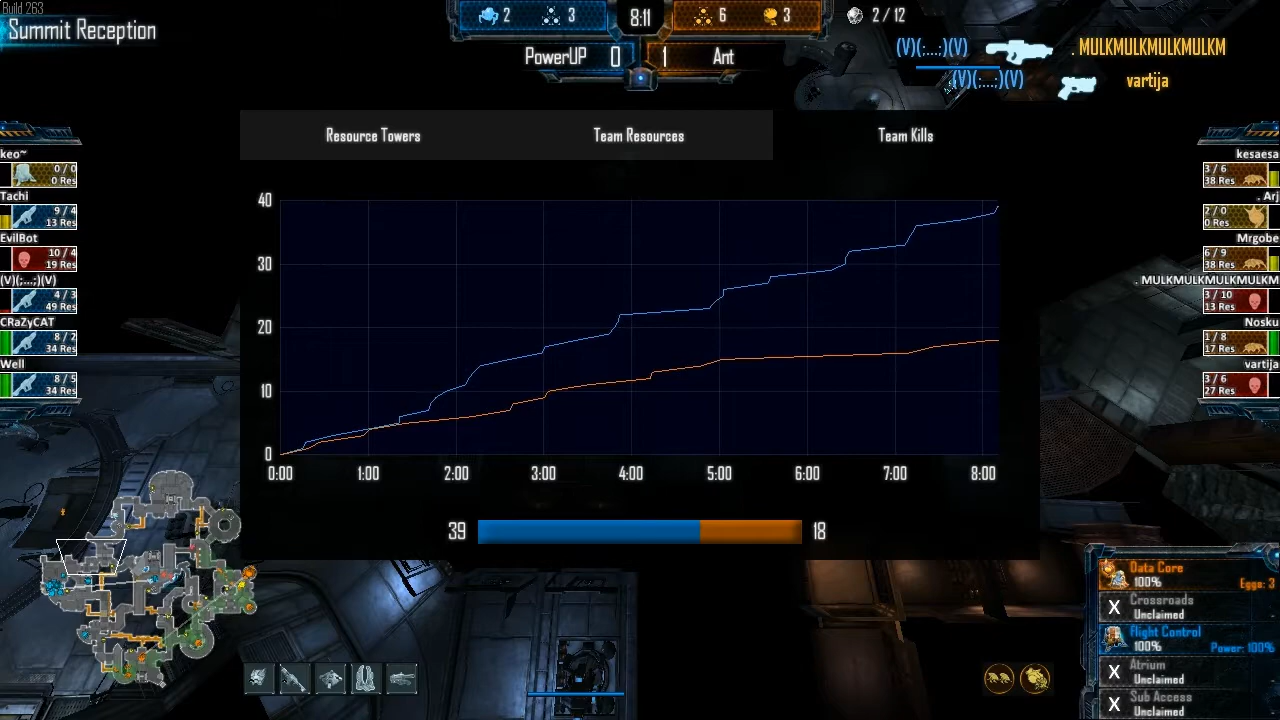 Build 263
Summit Reception
2 3 8:11 6 3 2 / 12
PowerUP 0 1 Ant
(V)(;,,,;)(V) . MULKMULKMULKMULKM
(V)(;,,,;)(V) vartija
Resource Towers Team Resources Team Kills
40
30
20
10
0
0:00 1:00 2:00 3:00 4:00 5:00 6:00 7:00 8:00
39 18
keo~
0 / 0
0 Res
Tachi
9 / 4
13 Res
EvilBot
10 / 4
19 Res
(V)(;,,,;)(V)
4 / 3
49 Res
CRaZyCAT
8 / 2
34 Res
Well
8 / 5
34 Res
kesaesa
3 / 6
38 Res
. Arj
2 / 0
0 Res
Mrgobe
6 / 9
38 Res
. MULKMULKMULKMULKM
3 / 10
13 Res
Nosku
1 / 8
17 Res
vartija
3 / 6
27 Res
Data Core
100% Eggs: 3
Crossroads
X Unclaimed
Flight Control
100% Power: 100%
Atrium
X Unclaimed
Sub Access
X Unclaimed